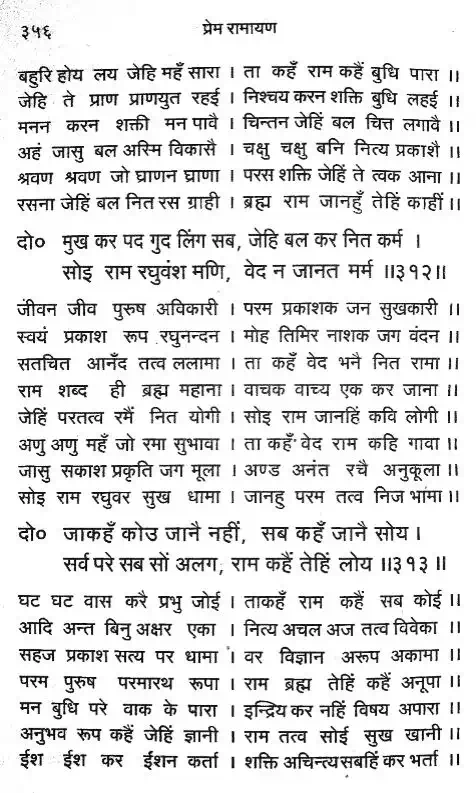 ३५६
प्रेम रामायण
बहुरि होय लय जेहि महँ सारा । ता कहँ राम कहैं बुधि पारा ।।
जेहि ते प्राण प्राणयुत रहई । निश्चय करन शक्ति बुधि लहई ।।
मनन करन शक्ती मन पावै । चिन्तन जेहिं बल चित्त लगावै ।।
अहं जासु बल अस्मि विकासै । चक्षु चक्षु बनि नित्य प्रकाशै ।।
श्रवण श्रवण जो घ्राणन घ्राणा । परस शक्ति जेहिं ते त्वक आना ।।
रसना जेहिं बल नित रस ग्राही । ब्रह्म राम जानहुँ तेहिं काहीं ।।
दो० मुख कर पद गुद लिंग सब, जेहि बल कर नित कर्म ।
सोइ राम रघुवंश मणि, वेद न जानत मर्म ।।३१२।।
जीवन जीव पुरुष अविकारी । परम प्रकाशक जन सुखकारी ।।
स्वयं प्रकाश रूप रघुनन्दन । मोह तिमिर नाशक जग वंदन ।।
सतचित आनँद तत्व ललामा । ता कहँ वेद भनै नित रामा ।।
राम शब्द ही ब्रह्म महाना । वाचक वाच्य एक कर जाना ।।
जेहिं परतत्व रमैं नित योगी । सोइ राम जानहिं कवि लोगी ।।
अणु अणु महँ जो रमा सुभावा । ता कहँ वेद राम कहि गावा ।।
जासु सकाश प्रकृति जग मूला । अण्ड अनंत रचै अनुकूला ।।
सोइ राम रघुवर सुख धामा । जानहु परम तत्व निज भामा ।।
दो० जाकहँ कोउ जानै नहीं, सब कहँ जानै सोय ।
सर्व परे सब सों अलग, राम कहैं तेहिं लोय ।।३१३।।
घट घट वास करै प्रभु जोई । ताकहँ राम कहैं सब कोई ।।
आदि अन्त बिनु अक्षर एका । नित्य अचल अज तत्व विवेका ।।
सहज प्रकाश सत्य पर धामा । वर विज्ञान अरूप अकामा ।।
परम पुरुष परमारथ रूपा । राम ब्रह्म तेहिं कहैं अनूपा ।।
मन बुधि परे वाक के पारा । इन्द्रिय कर नहिं विषय अपारा ।।
अनुभव रूप कहैं जेहिं ज्ञानी । राम तत्व सोई सुख खानी ।।
ईश ईश कर ईशन कर्ता । शक्ति अचिन्त्य सबहिं कर भर्ता ।।